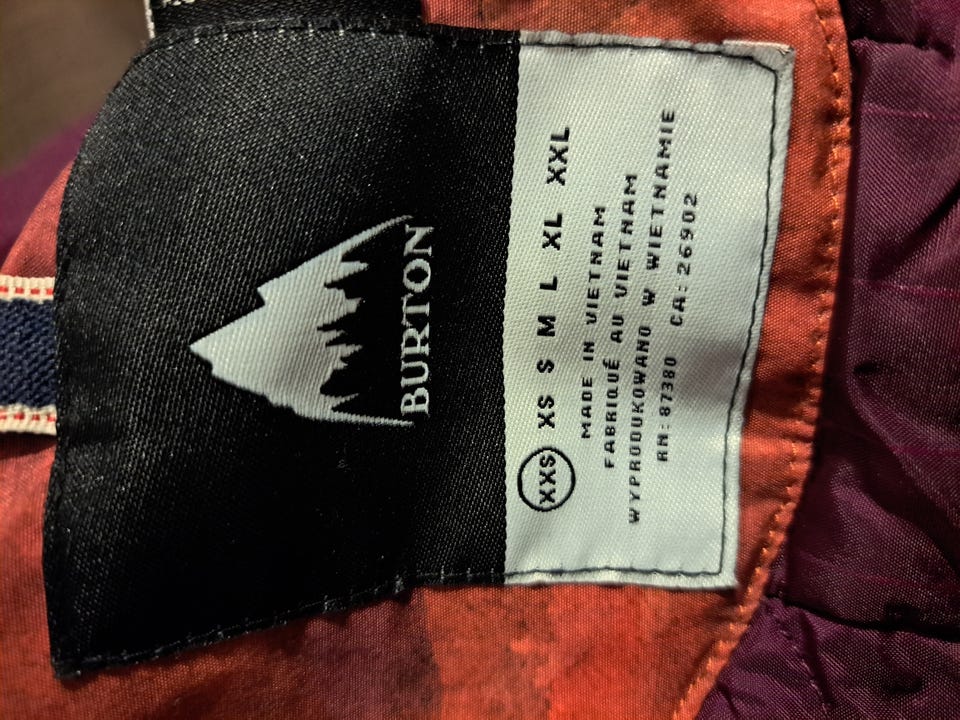 BURTON
XXS XS S M L XL XXL
MADE IN VIETNAM
FABRIQUÉ AU VIETNAM
WYPRODUKOWANO W WIETNAMIE
RN: 87380 CA: 26902